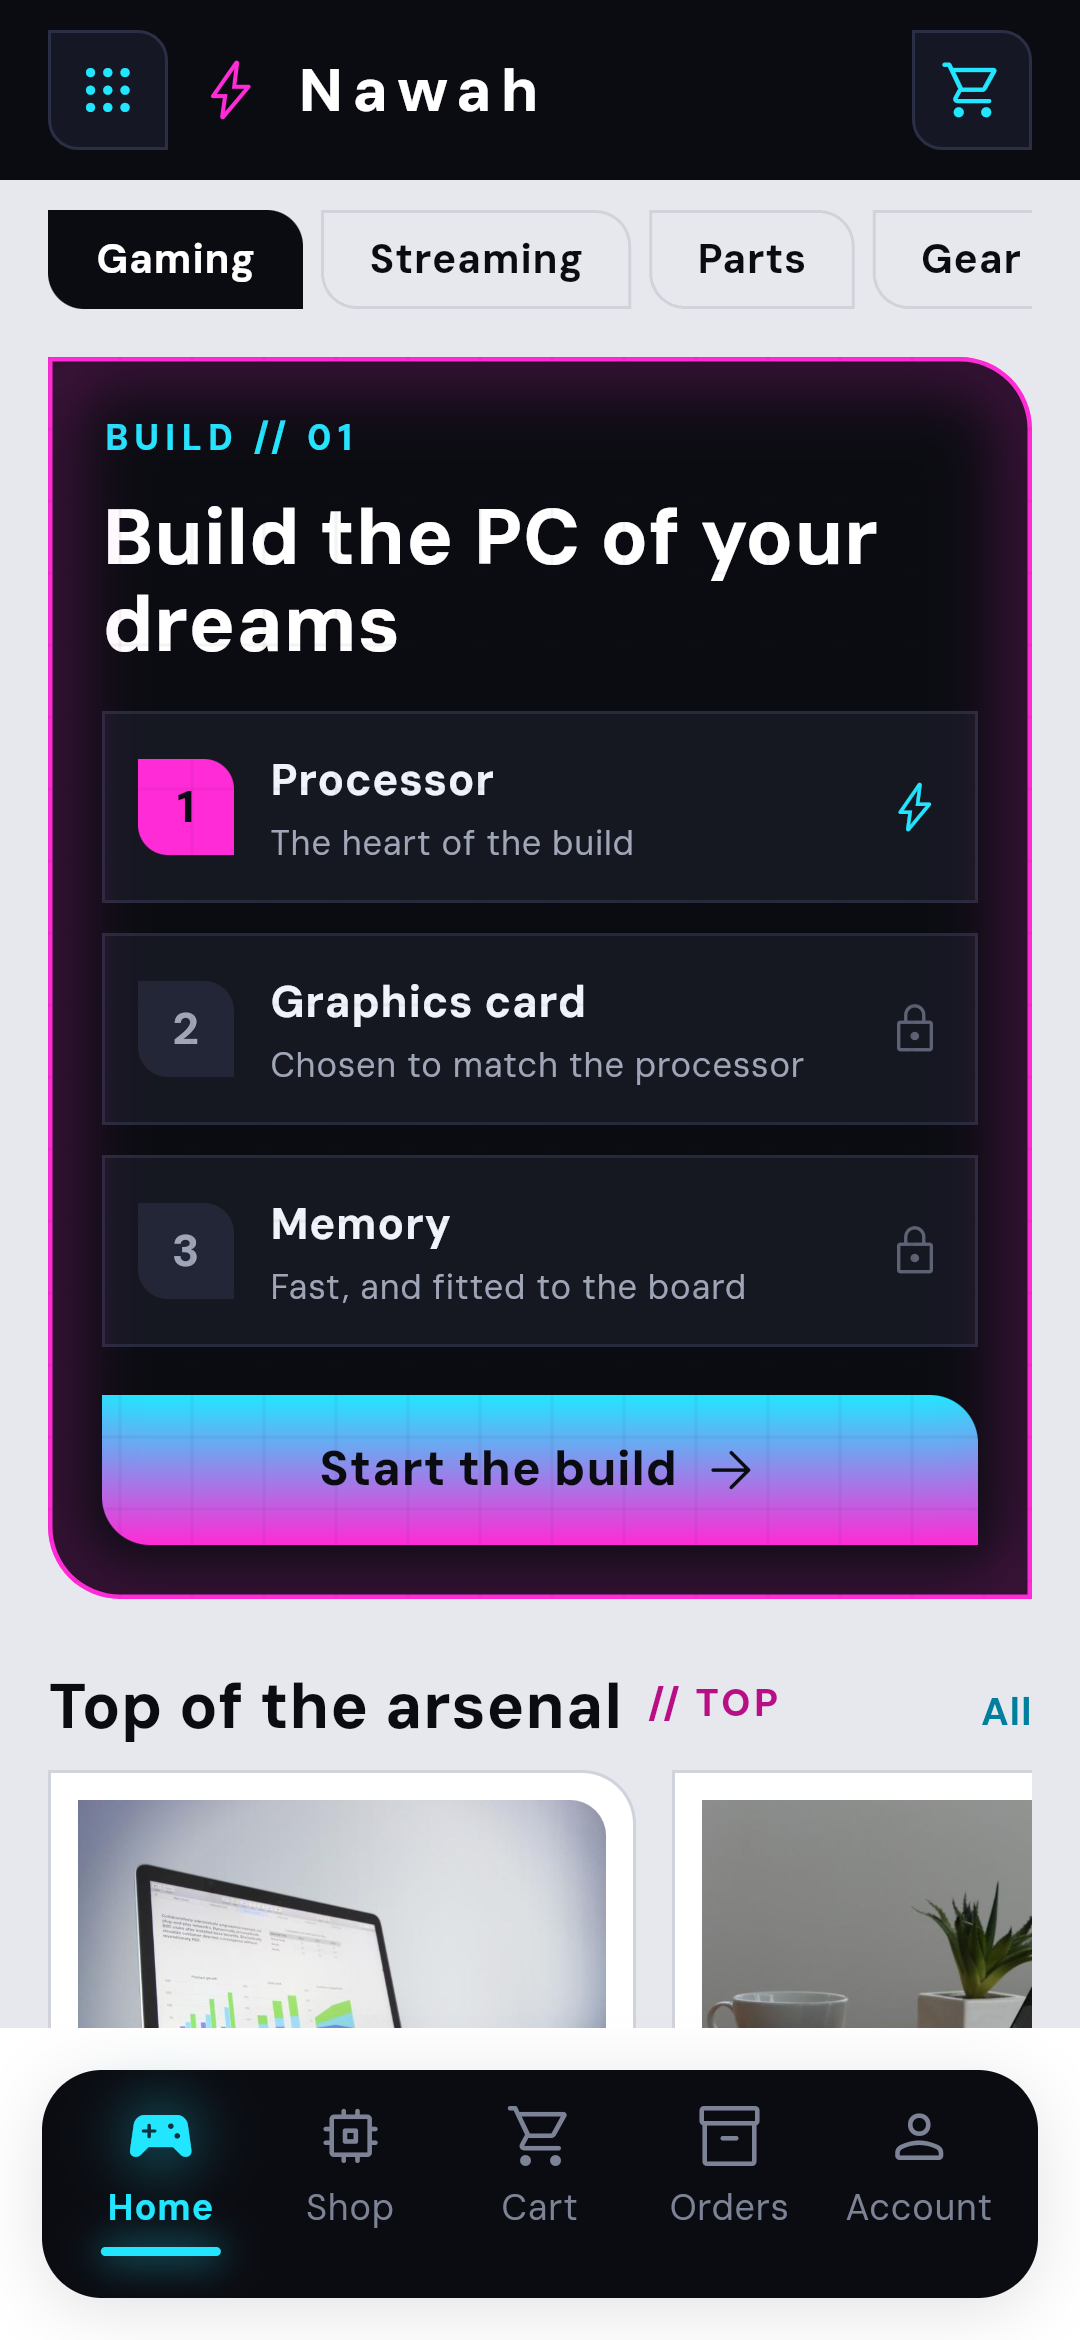 Nawah
Gaming
Streaming
Parts
Gear
BUILD // 01
Build the PC of your
dreams
1
Processor
The heart of the build
2
Graphics card
Chosen to match the processor
3
Memory
Fast, and fitted to the board
Start the build
Top of the arsenal // TOP
All
Home
Shop
Cart
Orders
Account